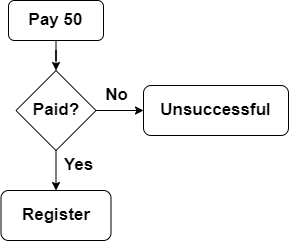 Pay 50
Paid?
No
Unsuccessful
Yes
Register